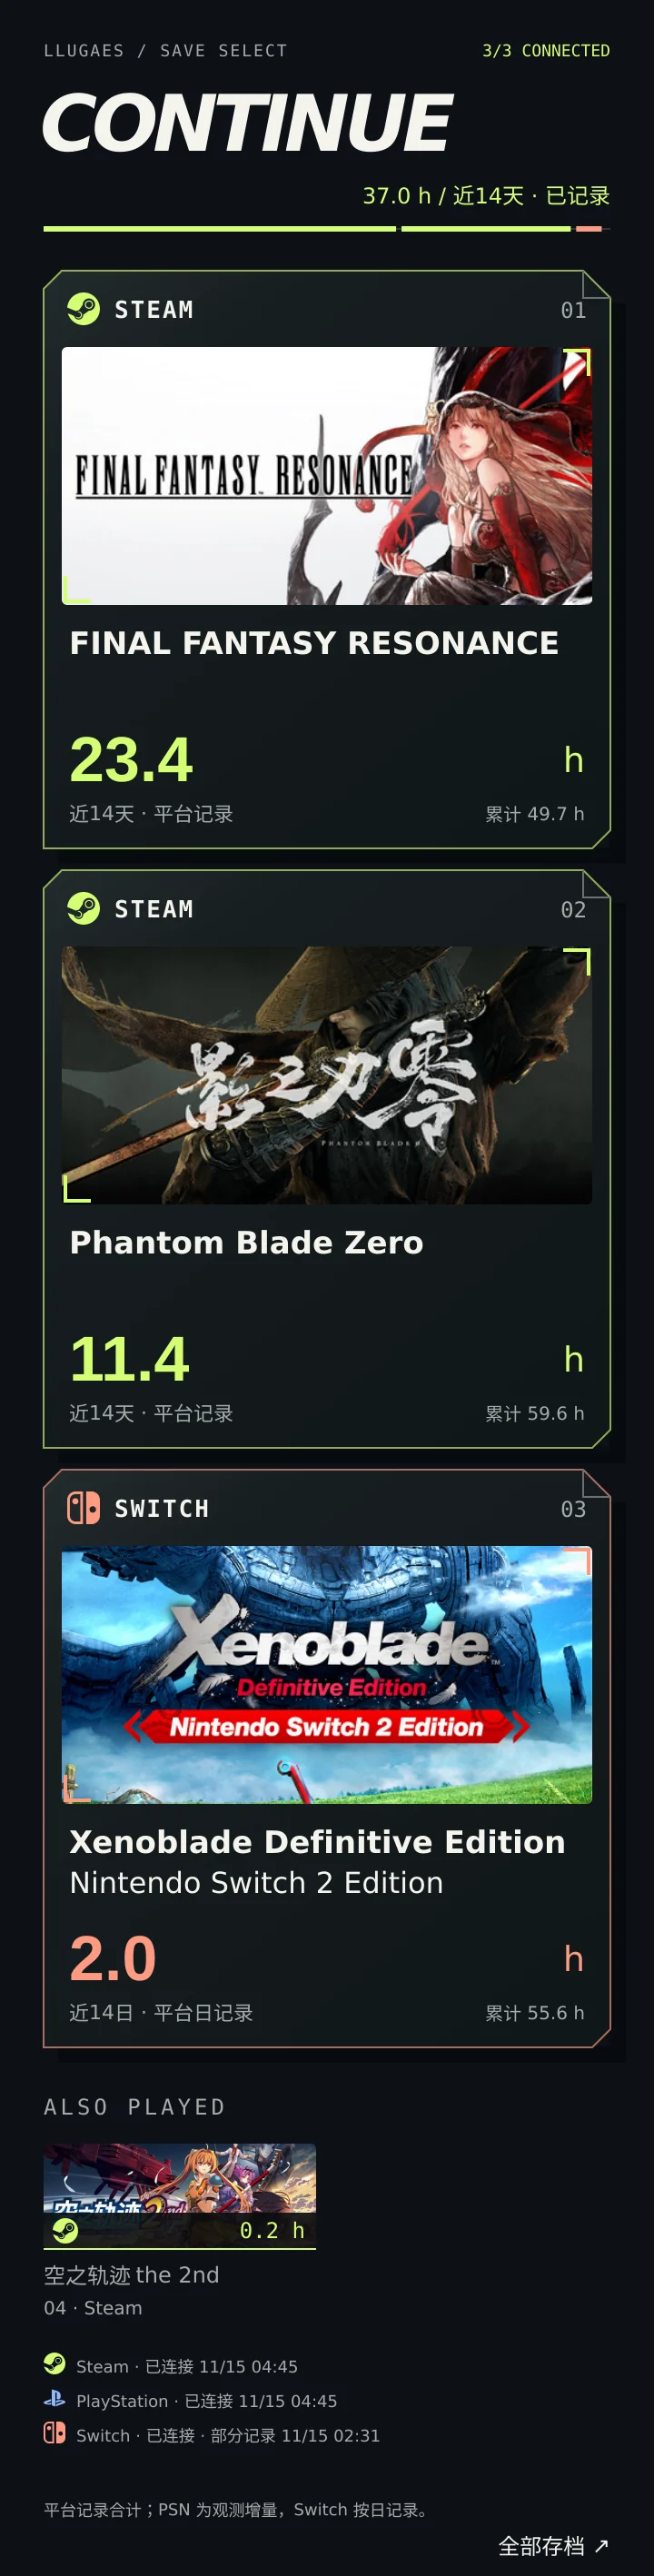 LLUGAES / SAVE SELECT
3/3 CONNECTED
CONTINUE
37.0 h / 近14天 · 已记录
STEAM
01
FINAL FANTASY RESONANCE
FINAL FANTASY RESONANCE
23.4
h
近14天 · 平台记录
累计 49.7 h
STEAM
02
影之刃零
PHANTOM BLADE 0
Phantom Blade Zero
11.4
h
近14天 · 平台记录
累计 59.6 h
SWITCH
03
Xenoblade
Definitive Edition
Nintendo Switch 2 Edition
Xenoblade Definitive Edition
Nintendo Switch 2 Edition
2.0
h
近14日 · 平台日记录
累计 55.6 h
ALSO PLAYED
空之轨迹 2nd
0.2 h
空之轨迹 the 2nd
04 · Steam
Steam · 已连接 11/15 04:45
PlayStation · 已连接 11/15 04:45
Switch · 已连接 · 部分记录 11/15 02:31
平台记录合计；PSN 为观测增量，Switch 按日记录。
全部存档 ↗